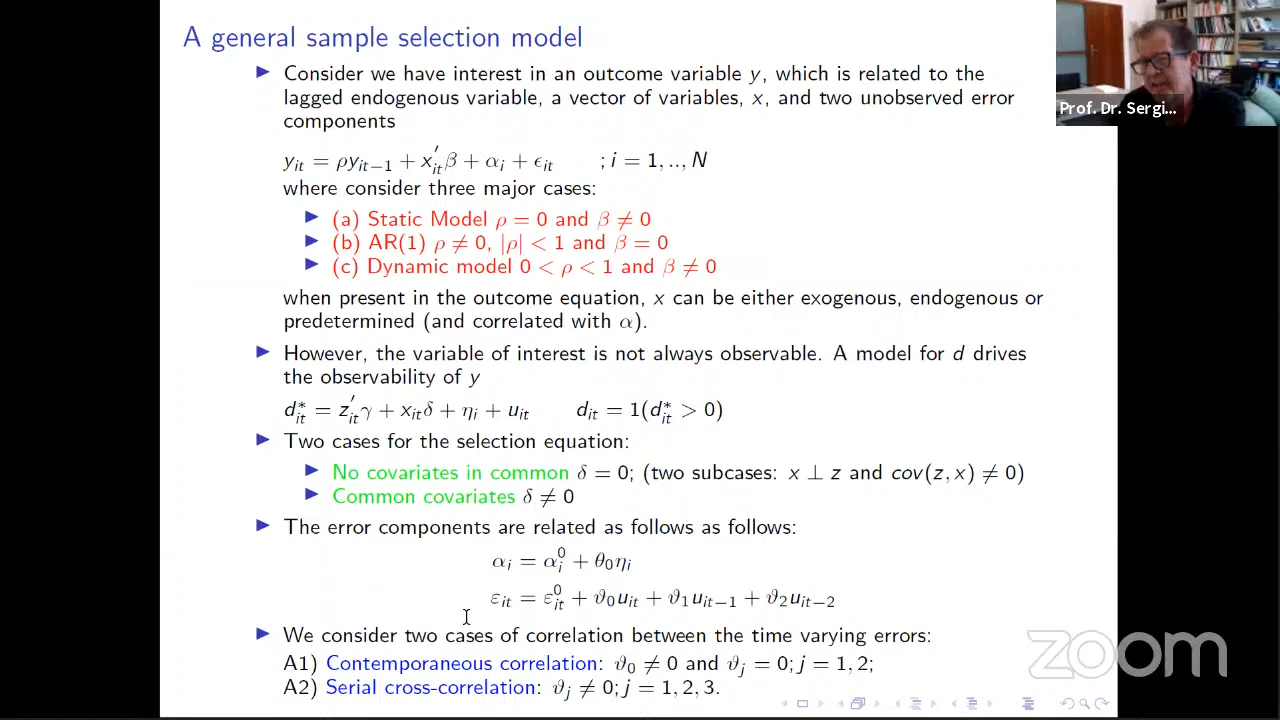 A general sample selection model
▶ Consider we have interest in an outcome variable y, which is related to the
lagged endogenous variable, a vector of variables, x, and two unobserved error
components
y_it = ρy_it−1 + x′_it β + α_i + ϵ_it ; i = 1, .., N
where consider three major cases:
▶ (a) Static Model ρ = 0 and β ≠ 0
▶ (b) AR(1) ρ ≠ 0, |ρ| < 1 and β = 0
▶ (c) Dynamic model 0 < ρ < 1 and β ≠ 0
when present in the outcome equation, x can be either exogenous, endogenous or
predetermined (and correlated with α).
▶ However, the variable of interest is not always observable. A model for d drives
the observability of y
d*_it = z′_it γ + x_it δ + η_i + u_it d_it = 1(d*_it > 0)
▶ Two cases for the selection equation:
▶ No covariates in common δ = 0; (two subcases: x ⊥ z and cov(z, x) ≠ 0)
▶ Common covariates δ ≠ 0
▶ The error components are related as follows as follows:
α_i = α_i^0 + θ_0 η_i
ε_it = ε_it^0 + ϑ_0 u_it + ϑ_1 u_it−1 + ϑ_2 u_it−2
▶ We consider two cases of correlation between the time varying errors:
A1) Contemporaneous correlation: ϑ_0 ≠ 0 and ϑ_j = 0; j = 1, 2;
A2) Serial cross-correlation: ϑ_j ≠ 0; j = 1, 2, 3.
Prof. Dr. Sergi...
zoom